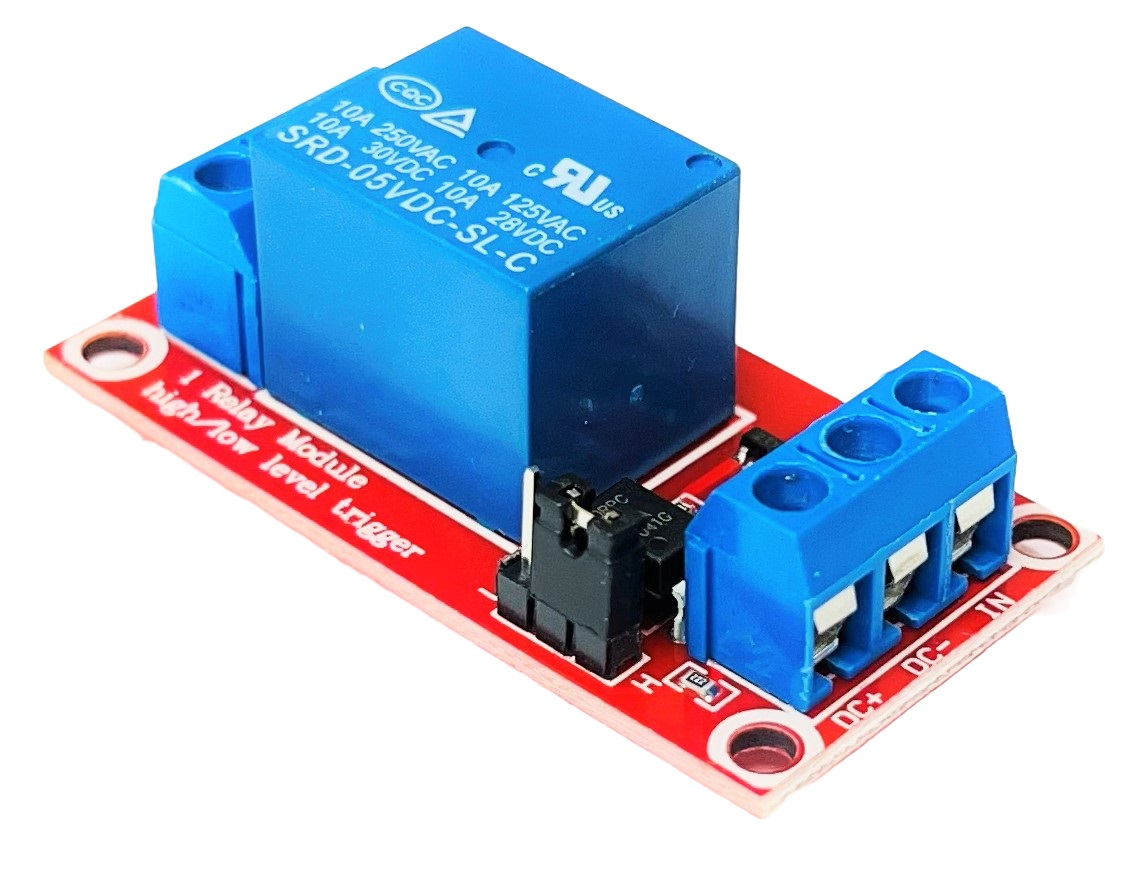 CQC
10A 250VAC 10A 125VAC
10A 30VDC 10A 28VDC
SRD-05VDC-SL-C
C RU US
1 Relay Module
high/low level trigger
H
DC+
DC-
IN